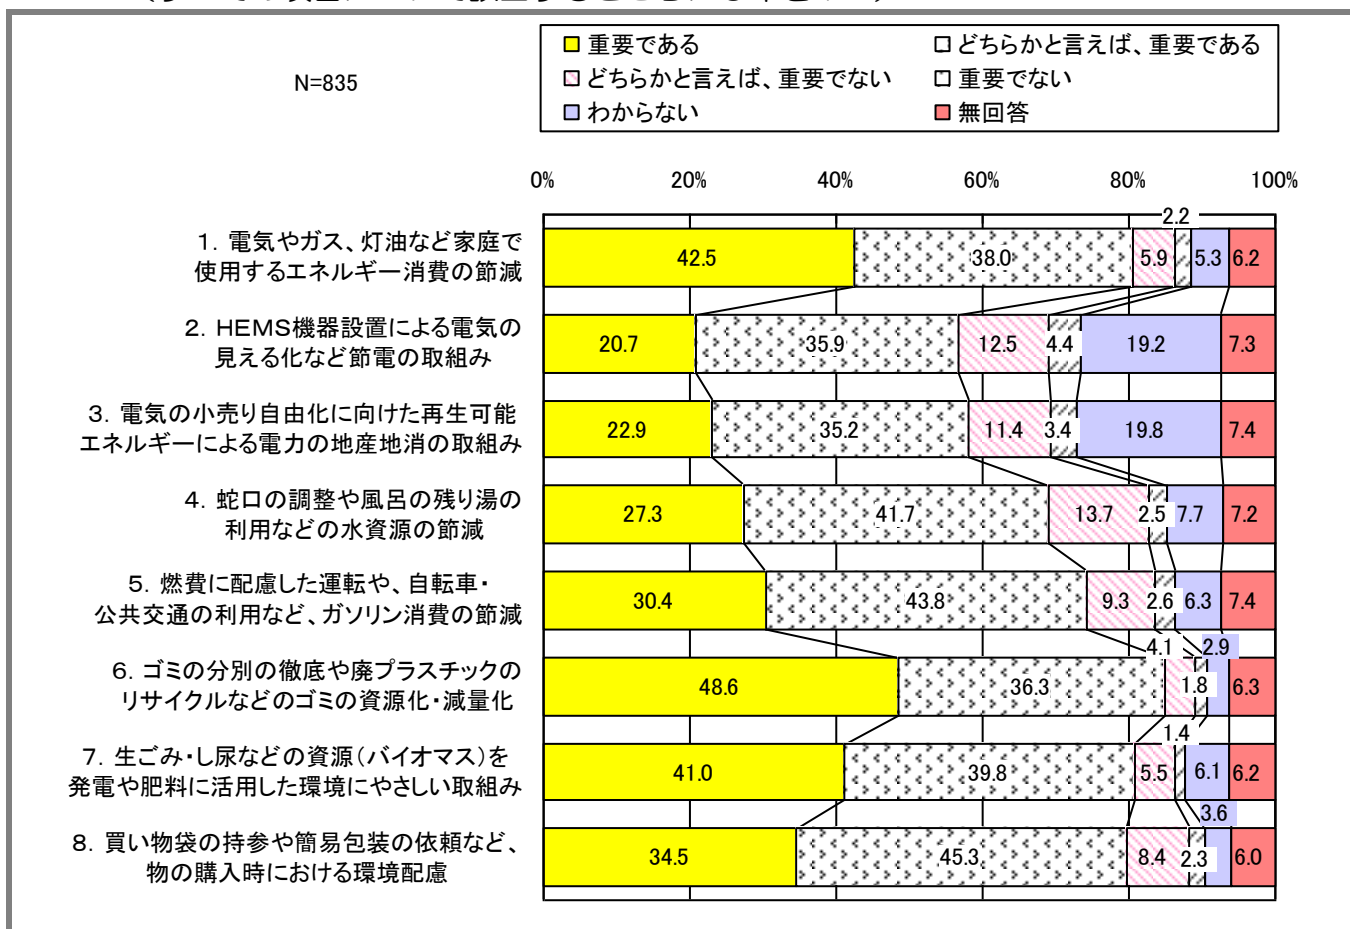 N=835
重要である
どちらかと言えば、重要である
どちらかと言えば、重要でない
重要でない
わからない
無回答
0% 20% 40% 60% 80% 100%
2.2
1. 電気やガス、灯油など家庭で
使用するエネルギー消費の節減
42.5 38.0 5.9 5.3 6.2
2. HEMS機器設置による電気の
見える化など節電の取組み
20.7 35.9 12.5 4.4 19.2 7.3
3. 電気の小売り自由化に向けた再生可能
エネルギーによる電力の地産地消の取組み
22.9 35.2 11.4 3.4 19.8 7.4
4. 蛇口の調整や風呂の残り湯の
利用などの水資源の節減
27.3 41.7 13.7 2.5 7.7 7.2
5. 燃費に配慮した運転や、自転車・
公共交通の利用など、ガソリン消費の節減
30.4 43.8 9.3 2.6 6.3 7.4
4.1 2.9
6. ゴミの分別の徹底や廃プラスチックの
リサイクルなどのゴミの資源化・減量化
48.6 36.3 1.8 6.3
1.4
7. 生ごみ・し尿などの資源(バイオマス)を
発電や肥料に活用した環境にやさしい取組み
41.0 39.8 5.5 6.1 6.2
3.6
8. 買い物袋の持参や簡易包装の依頼など、
物の購入時における環境配慮
34.5 45.3 8.4 2.3 6.0